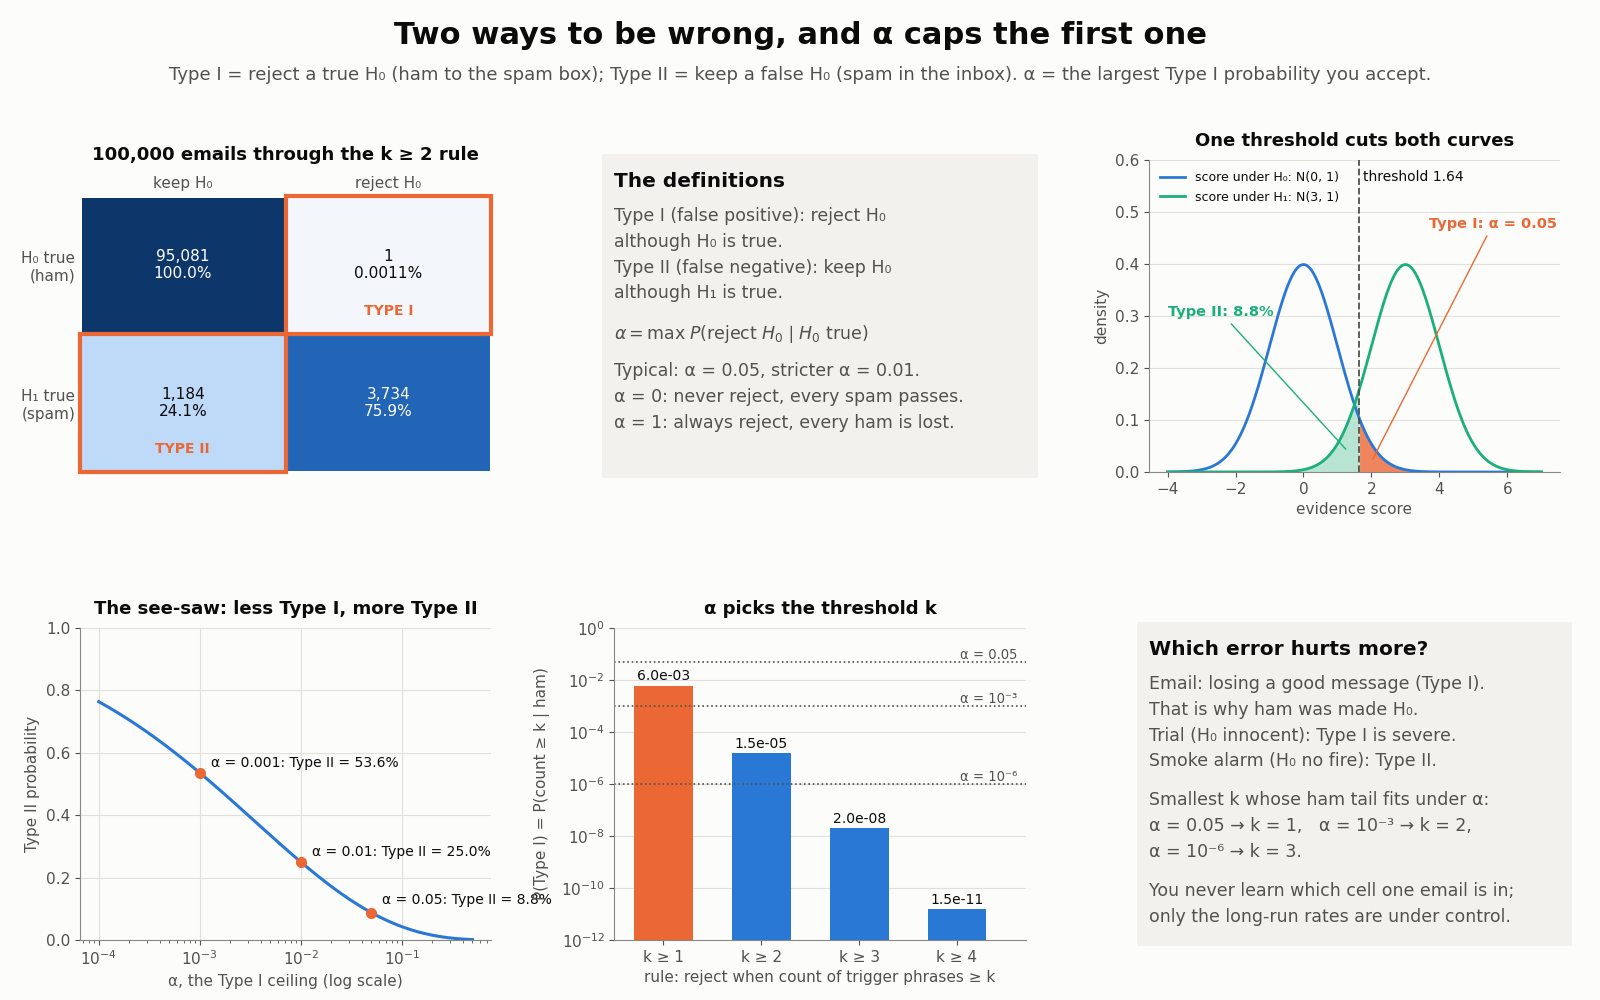 Two ways to be wrong, and α caps the first one
Type I = reject a true H₀ (ham to the spam box); Type II = keep a false H₀ (spam in the inbox). α = the largest Type I probability you accept.
100,000 emails through the k ≥ 2 rule
keep H₀
reject H₀
H₀ true
(ham)
95,081
100.0%
1
0.0011%
TYPE I
H₁ true
(spam)
1,184
24.1%
TYPE II
3,734
75.9%
The definitions
Type I (false positive): reject H₀
although H₀ is true.
Type II (false negative): keep H₀
although H₁ is true.
α = max P(reject H₀ | H₀ true)
Typical: α = 0.05, stricter α = 0.01.
α = 0: never reject, every spam passes.
α = 1: always reject, every ham is lost.
One threshold cuts both curves
score under H₀: N(0, 1)
score under H₁: N(3, 1)
threshold 1.64
Type I: α = 0.05
Type II: 8.8%
density
0.6
0.5
0.4
0.3
0.2
0.1
0.0
−4
−2
0
2
4
6
evidence score
The see-saw: less Type I, more Type II
Type II probability
1.0
0.8
0.6
0.4
0.2
0.0
α = 0.001: Type II = 53.6%
α = 0.01: Type II = 25.0%
α = 0.05: Type II = 8.8%
10⁻⁴
10⁻³
10⁻²
10⁻¹
α, the Type I ceiling (log scale)
α picks the threshold k
P(Type I) = P(count ≥ k | ham)
10⁰
10⁻²
10⁻⁴
10⁻⁶
10⁻⁸
10⁻¹⁰
10⁻¹²
α = 0.05
α = 10⁻³
α = 10⁻⁶
6.0e-03
1.5e-05
2.0e-08
1.5e-11
k ≥ 1
k ≥ 2
k ≥ 3
k ≥ 4
rule: reject when count of trigger phrases ≥ k
Which error hurts more?
Email: losing a good message (Type I).
That is why ham was made H₀.
Trial (H₀ innocent): Type I is severe.
Smoke alarm (H₀ no fire): Type II.
Smallest k whose ham tail fits under α:
α = 0.05 → k = 1, α = 10⁻³ → k = 2,
α = 10⁻⁶ → k = 3.
You never learn which cell one email is in;
only the long-run rates are under control.